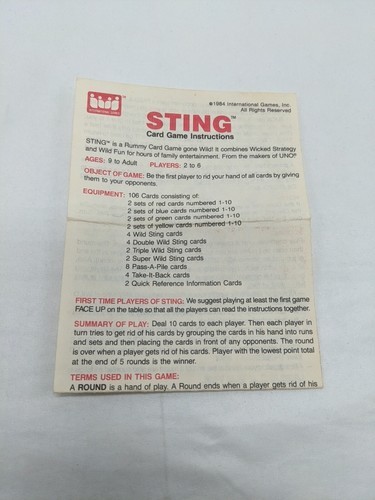 ©1984 International Games, Inc.
All Rights Reserved
STING™
Card Game Instructions
STING™ is a Rummy Card Game gone Wild! It combines Wicked Strategy
and Wild Fun for hours of family entertainment. From the makers of UNO®
AGES: 9 to Adult PLAYERS: 2 to 6
OBJECT OF GAME: Be the first player to rid your hand of all cards by giving
them to your opponents.
EQUIPMENT: 106 Cards consisting of:
2 sets of red cards numbered 1-10
2 sets of blue cards numbered 1-10
2 sets of green cards numbered 1-10
2 sets of yellow cards numbered 1-10
4 Wild Sting cards
4 Double Wild Sting cards
2 Triple Wild Sting cards
2 Super Wild Sting cards
8 Pass-A-Pile cards
4 Take-It-Back cards
2 Quick Reference Information Cards
FIRST TIME PLAYERS OF STING: We suggest playing at least the first game
FACE UP on the table so that all the players can read the instructions together.
SUMMARY OF PLAY: Deal 10 cards to each player. Then each player in
turn tries to get rid of his cards by grouping the cards in his hand into runs
and sets and then placing the cards in front of any opponents. The round
is over when a player gets rid of his cards. Player with the lowest point total
at the end of 5 rounds is the winner.
TERMS USED IN THIS GAME:
A ROUND is a hand of play. A Round ends when a player gets rid of his